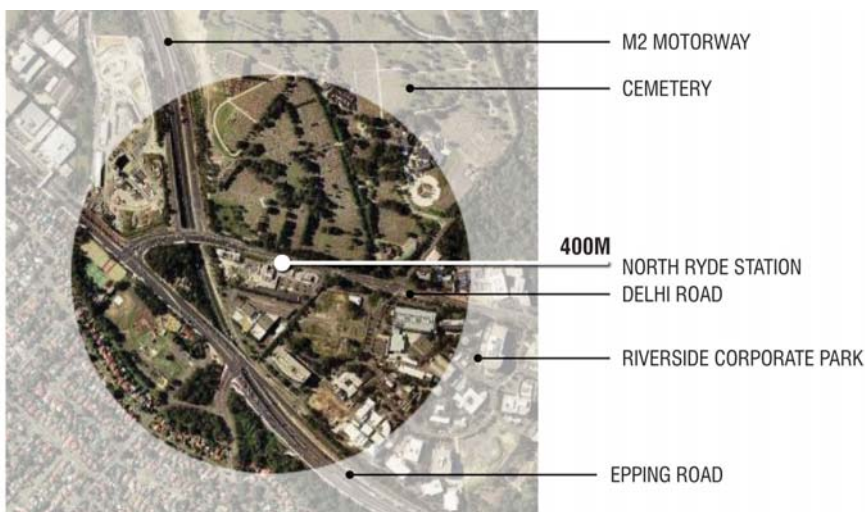 M2 MOTORWAY
CEMETERY
400M
NORTH RYDE STATION
DELHI ROAD
RIVERSIDE CORPORATE PARK
EPPING ROAD